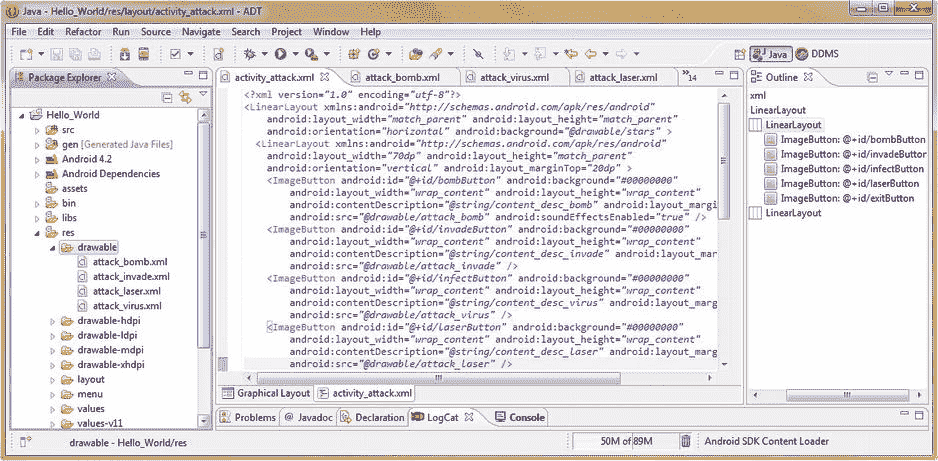 Java - Hello_World/res/layout/activity_attack.xml - ADT
File Edit Refactor Run Source Navigate Search Project Window Help
Java DDMS
Package Explorer
Hello_World
src
gen [Generated Java Files]
Android 4.2
Android Dependencies
assets
bin
libs
res
drawable
attack_bomb.xml
attack_invade.xml
attack_laser.xml
attack_virus.xml
drawable-hdpi
drawable-ldpi
drawable-mdpi
drawable-xhdpi
layout
menu
values
values-v11
activity_attack.xml attack_bomb.xml attack_virus.xml attack_laser.xml »14
<?xml version="1.0" encoding="utf-8"?>
<LinearLayout xmlns:android="http://schemas.android.com/apk/res/android"
android:layout_width="match_parent" android:layout_height="match_parent"
android:orientation="horizontal" android:background="@drawable/stars" >
<LinearLayout xmlns:android="http://schemas.android.com/apk/res/android"
android:layout_width="70dp" android:layout_height="match_parent"
android:orientation="vertical" android:layout_marginTop="20dp" >
<ImageButton android:id="@+id/bombButton" android:background="#00000000"
android:layout_width="wrap_content" android:layout_height="wrap_content"
android:contentDescription="@string/content_desc_bomb" android:layout_margi
android:src="@drawable/attack_bomb" android:soundEffectsEnabled="true" />
<ImageButton android:id="@+id/invadeButton" android:background="#00000000"
android:layout_width="wrap_content" android:layout_height="wrap_content"
android:contentDescription="@string/content_desc_invade" android:layout_mar
android:src="@drawable/attack_invade" />
<ImageButton android:id="@+id/infectButton" android:background="#00000000"
android:layout_width="wrap_content" android:layout_height="wrap_content"
android:contentDescription="@string/content_desc_virus" android:layout_marg
android:src="@drawable/attack_virus" />
<ImageButton android:id="@+id/laserButton" android:background="#00000000"
android:layout_width="wrap_content" android:layout_height="wrap_content"
android:contentDescription="@string/content_desc_laser" android:layout_marg
android:src="@drawable/attack_laser" />
Graphical Layout activity_attack.xml
Outline
xml
LinearLayout
LinearLayout
ImageButton: @+id/bombButton
ImageButton: @+id/invadeButton
ImageButton: @+id/infectButton
ImageButton: @+id/laserButton
ImageButton: @+id/exitButton
LinearLayout
Problems @ Javadoc Declaration LogCat Console
drawable - Hello_World/res
50M of 89M
Android SDK Content Loader